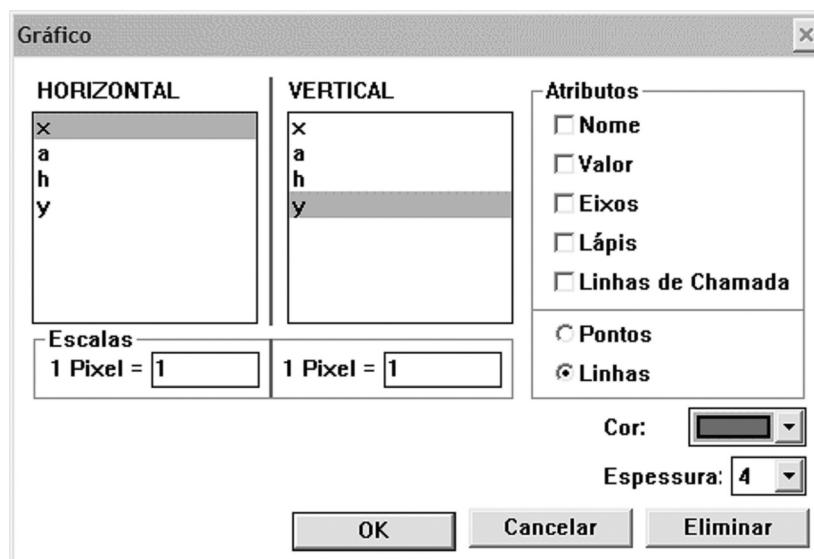 Gráfico
HORIZONTAL
x
a
h
y
VERTICAL
x
a
h
y
Escalas
1 Pixel = 1
1 Pixel = 1
Atributos
Nome
Valor
Eixos
Lápis
Linhas de Chamada
Pontos
Linhas
Cor:
Espessura: 4
OK
Cancelar
Eliminar